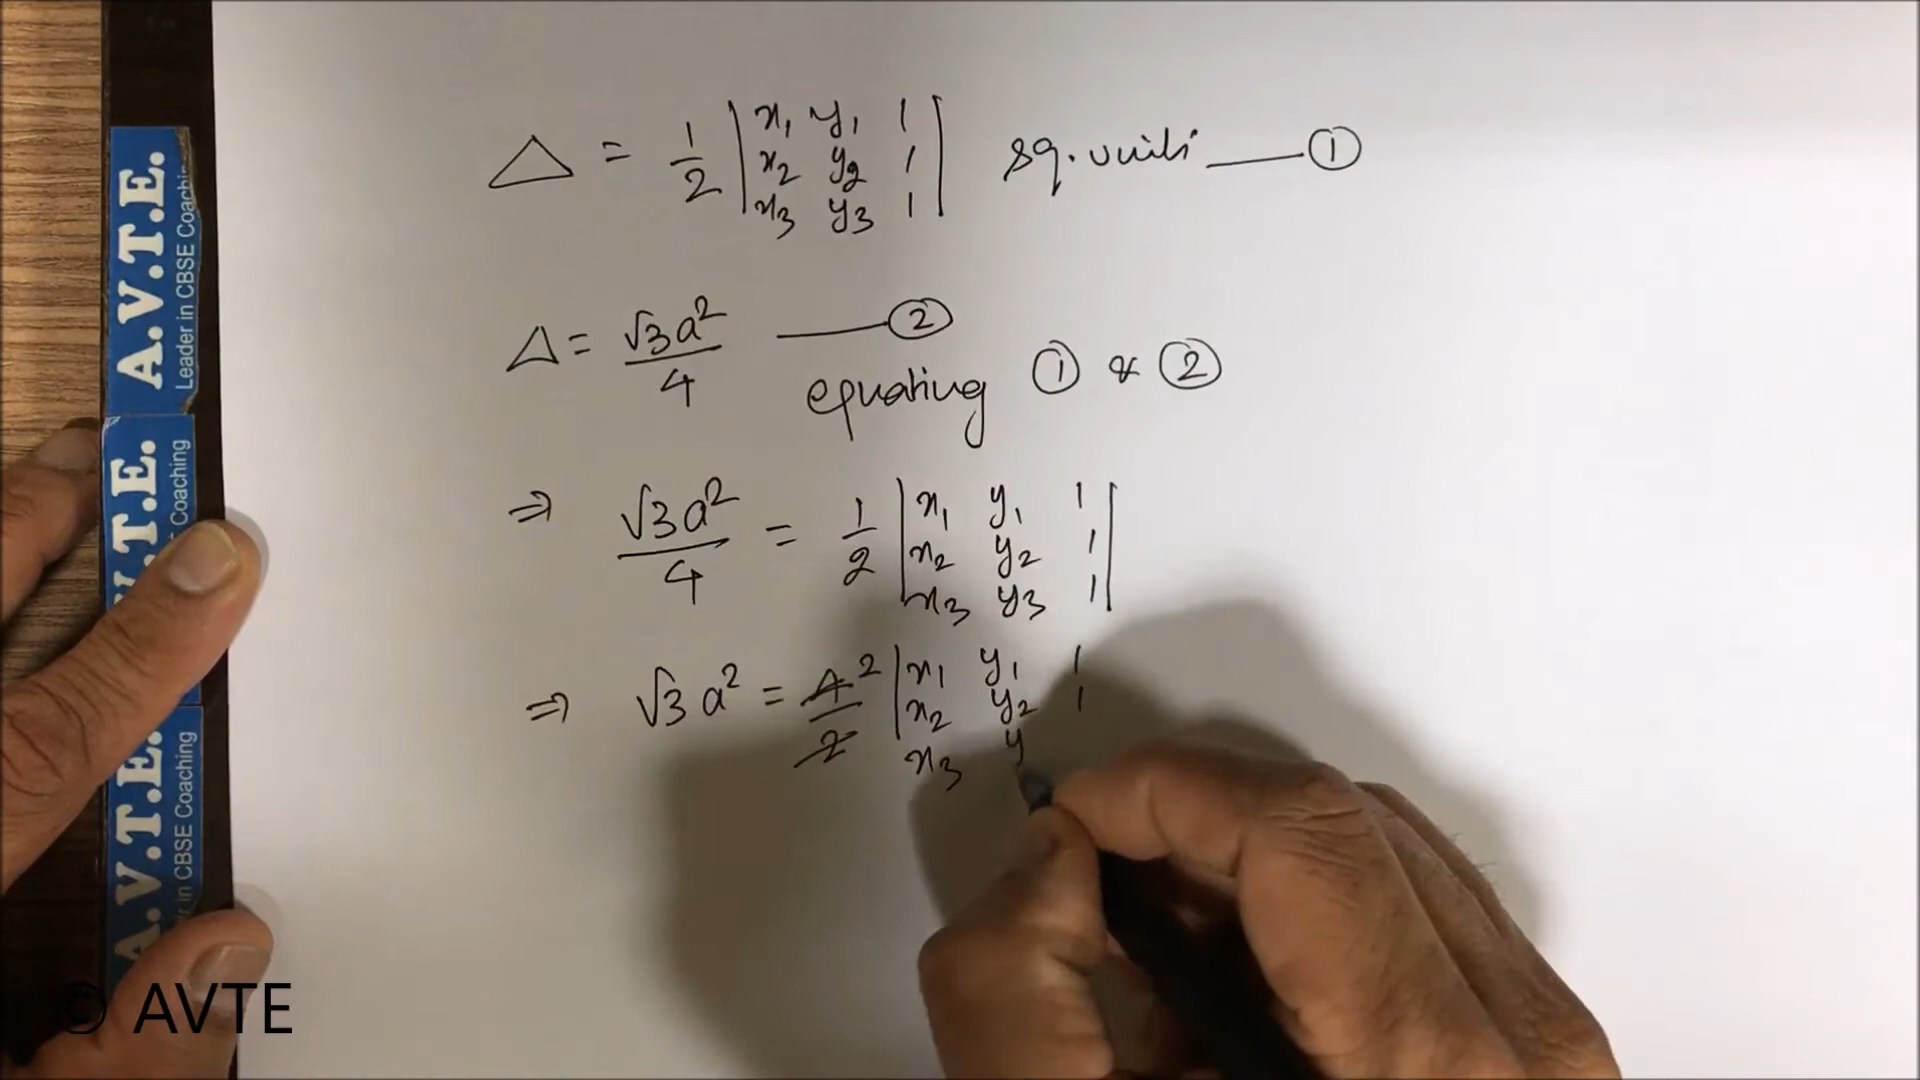 Δ = 1/2 | x₁ y₁ 1 | sq. units —— ①
x₂ y₂ 1
x₃ y₃ 1
Δ = √3a²/4 —— ②
equating ① & ②
⇒ √3a²/4 = 1/2 | x₁ y₁ 1 |
x₂ y₂ 1
x₃ y₃ 1
⇒ √3 a² = 4/2 ² | x₁ y₁ 1
x₂ y₂ 1
x₃ y
A.V.T.E.
Leader in CBSE Coachi
V.T.E.
Coaching
A.V.T.E.
r in CBSE Coaching
© AVTE